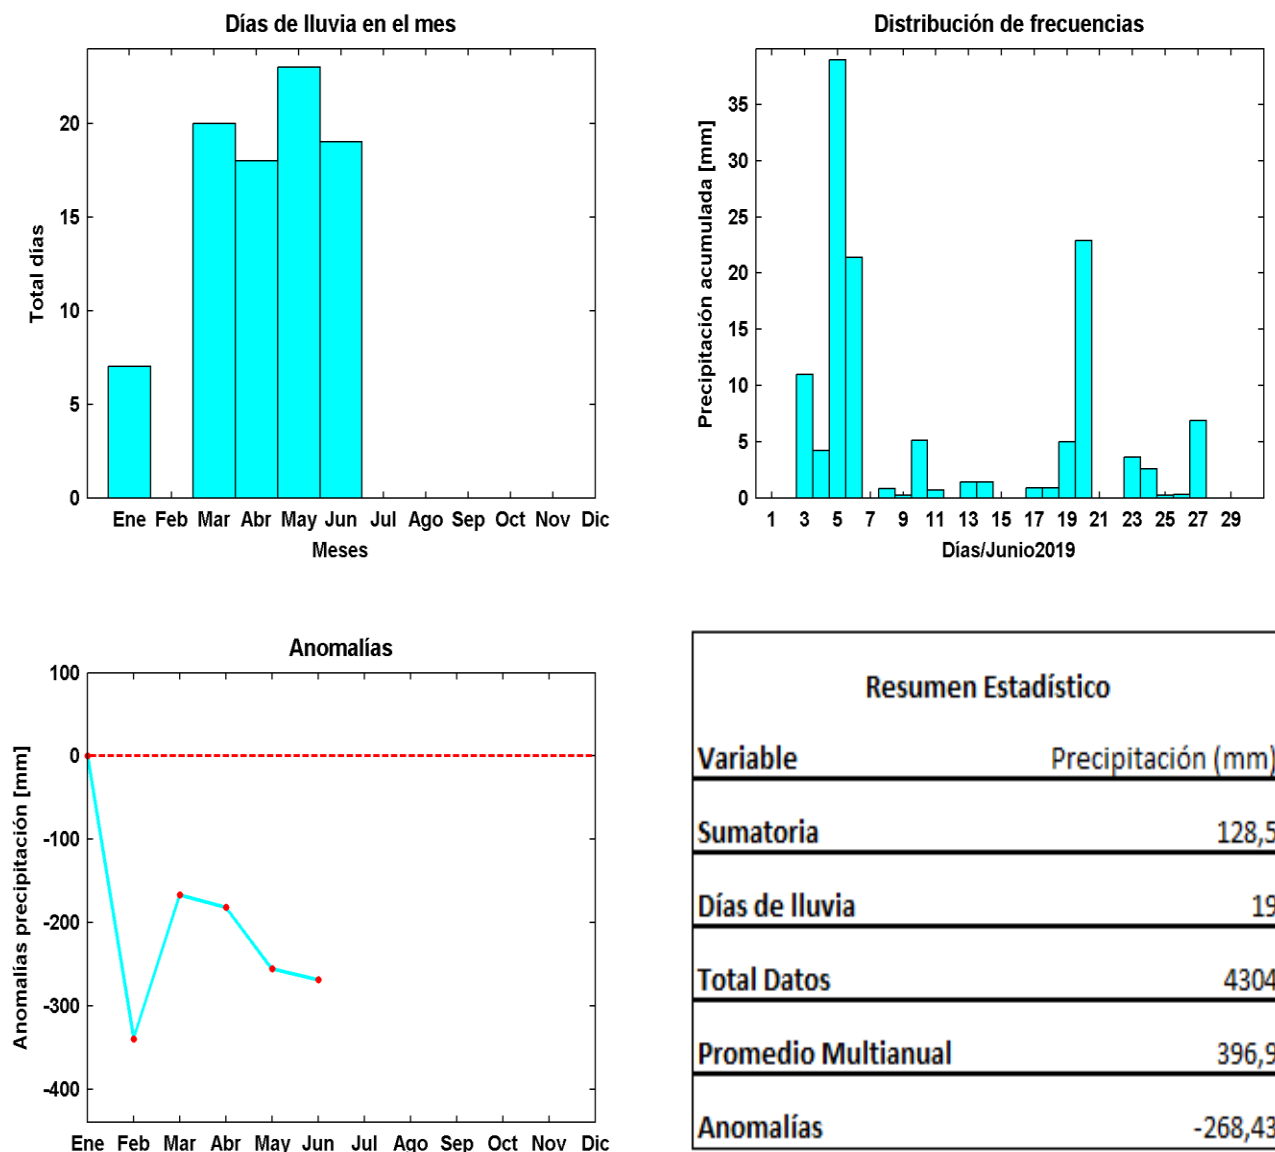 Días de lluvia en el mes
Total días
20
15
10
5
0
Ene Feb Mar Abr May Jun Jul Ago Sep Oct Nov Dic
Meses
Distribución de frecuencias
Precipitación acumulada [mm]
35
30
25
20
15
10
5
0
1 3 5 7 9 11 13 15 17 19 21 23 25 27 29
Días/Junio2019
Anomalías
Anomalías precipitación [mm]
100
0
-100
-200
-300
-400
Ene Feb Mar Abr May Jun Jul Ago Sep Oct Nov Dic
Resumen Estadístico
Variable Precipitación (mm)
Sumatoria 128,5
Días de lluvia 19
Total Datos 4304
Promedio Multianual 396,9
Anomalías -268,43